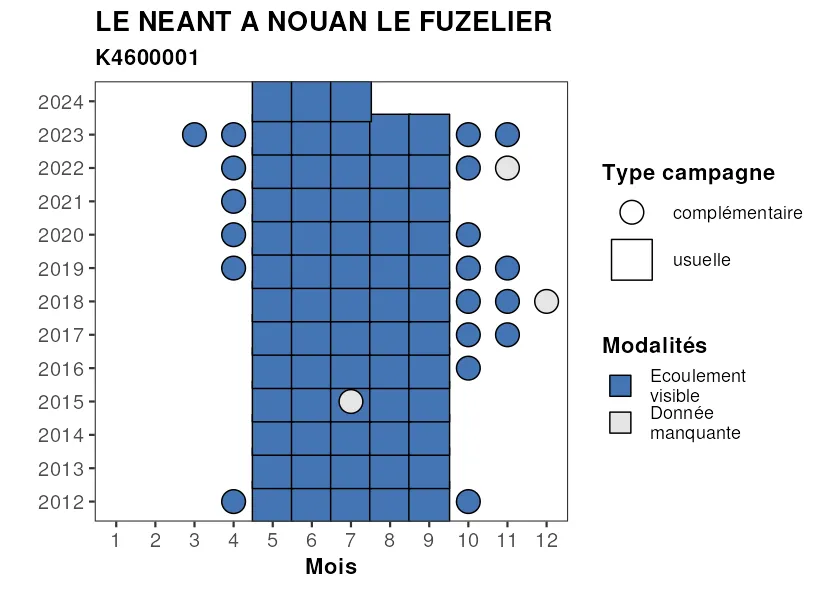 LE NEANT A NOUAN LE FUZELIER
K4600001
2024
2023
2022
2021
2020
2019
2018
2017
2016
2015
2014
2013
2012
1 2 3 4 5 6 7 8 9 10 11 12
Mois
Type campagne
complémentaire
usuelle
Modalités
Ecoulement
visible
Donnée
manquante